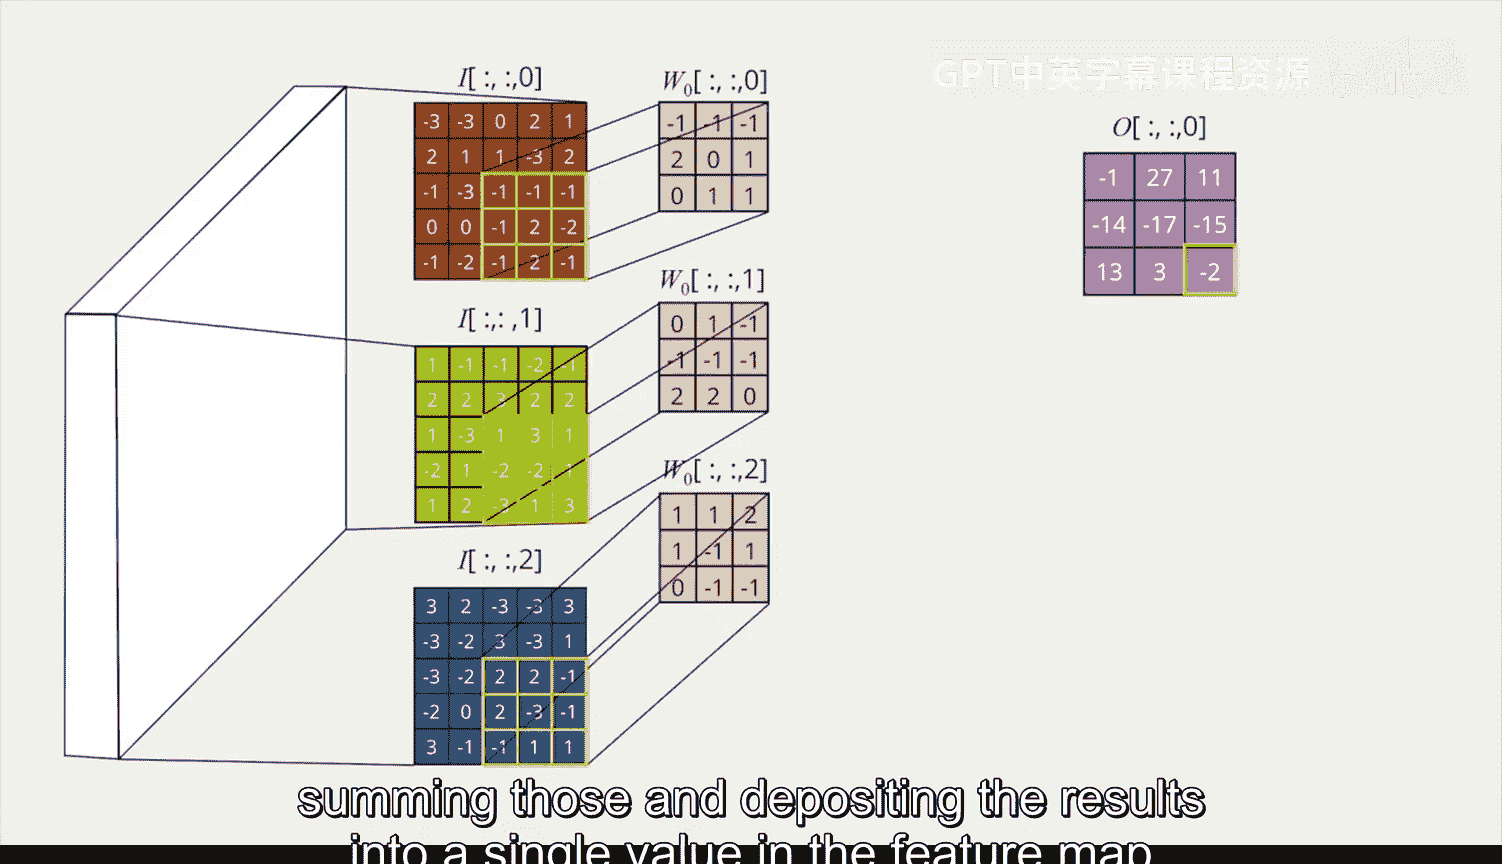 GPT中英字幕课程资源
I[ :, :,0]
-3 -3 0 2 1
2 1 1 -3 2
-1 -3 -1 -1 -1
0 0 -1 2 -2
-1 -2 -1 2 -1
W0[ :, :,0]
-1 -1 -1
2 0 1
0 1 1
O[ :, :,0]
-1 27 11
-14 -17 -15
13 3 -2
I[ :,: ,1]
1 -1 -1 -2 -1
2 2 3 2 2
1 -3 1 3 1
-2 1 -2 -2 1
1 2 -3 1 3
W0[ :, :,1]
0 1 -1
-1 -1 -1
2 2 0
I[ :, :,2]
3 2 -3 -3 3
-3 -2 3 -3 1
-3 -2 2 2 -1
-2 0 2 -3 -1
3 -1 -1 1 1
W0[ :, :,2]
1 1 2
1 -1 1
0 -1 -1
summing those and depositing the results
into a single value in the feature map